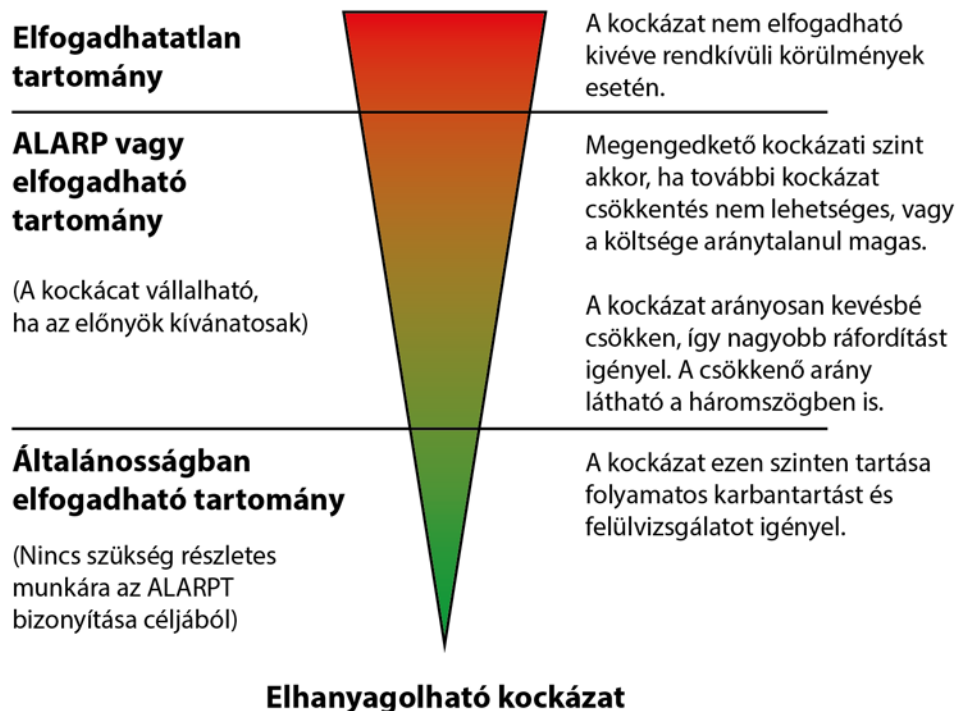 Elfogadhatatlan
tartomány
A kockázat nem elfogadható
kivéve rendkívüli körülmények
esetén.
ALARP vagy
elfogadható
tartomány
(A kockácat vállalható,
ha az előnyök kívánatosak)
Megengedkető kockázati szint
akkor, ha további kockázat
csökkentés nem lehetséges, vagy
a költsége aránytalanul magas.
A kockázat arányosan kevésbé
csökken, így nagyobb ráfordítást
igényel. A csökkenő arány
látható a háromszögben is.
Általánosságban
elfogadható tartomány
(Nincs szükség részletes
munkára az ALARPT
bizonyítása céljából)
A kockázat ezen szinten tartása
folyamatos karbantartást és
felülvizsgálatot igényel.
Elhanyagolható kockázat